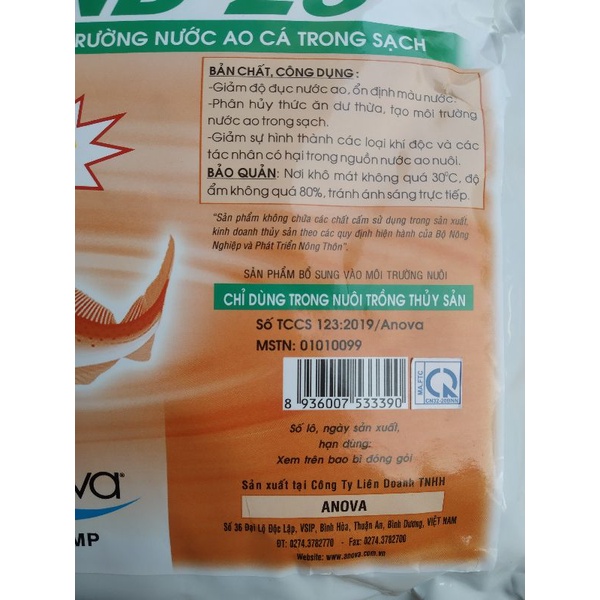 RƯỜNG NƯỚC AO CÁ TRONG SẠCH
BẢN CHẤT, CÔNG DỤNG :
-Giảm độ đục nước ao, ổn định màu nước.
-Phân hủy thức ăn dư thừa, tạo môi trường
nước ao trong sạch.
-Giảm sự hình thành các loại khí độc và các
tác nhân có hại trong nguồn nước ao nuôi.
BẢO QUẢN: Nơi khô mát không quá 30°C, độ
ẩm không quá 80%, tránh ánh sáng trực tiếp.
"Sản phẩm không chứa các chất cấm sử dụng trong sản xuất,
kinh doanh thủy sản theo các quy định hiện hành của Bộ Nông
Nghiệp và Phát Triển Nông Thôn".
SẢN PHẨM BỔ SUNG VÀO MÔI TRƯỜNG NUÔI
CHỈ DÙNG TRONG NUÔI TRỒNG THỦY SẢN
Số TCCS 123:2019/Anova
MSTN: 01010099
8 936007 533390
MA.FTC
CN32-20BNN
Số lô, ngày sản xuất,
hạn dùng:
Xem trên bao bì đóng gói
Sản xuất tại Công Ty Liên Doanh TNHH
ANOVA
Số 36 Đại Lộ Độc Lập, VSIP, Bình Hòa, Thuận An, Bình Dương, VIỆT NAM
ĐT: 0274.3782770 - Fax: 0274.3782700
Website: www.anova.com.vn
va®
MP